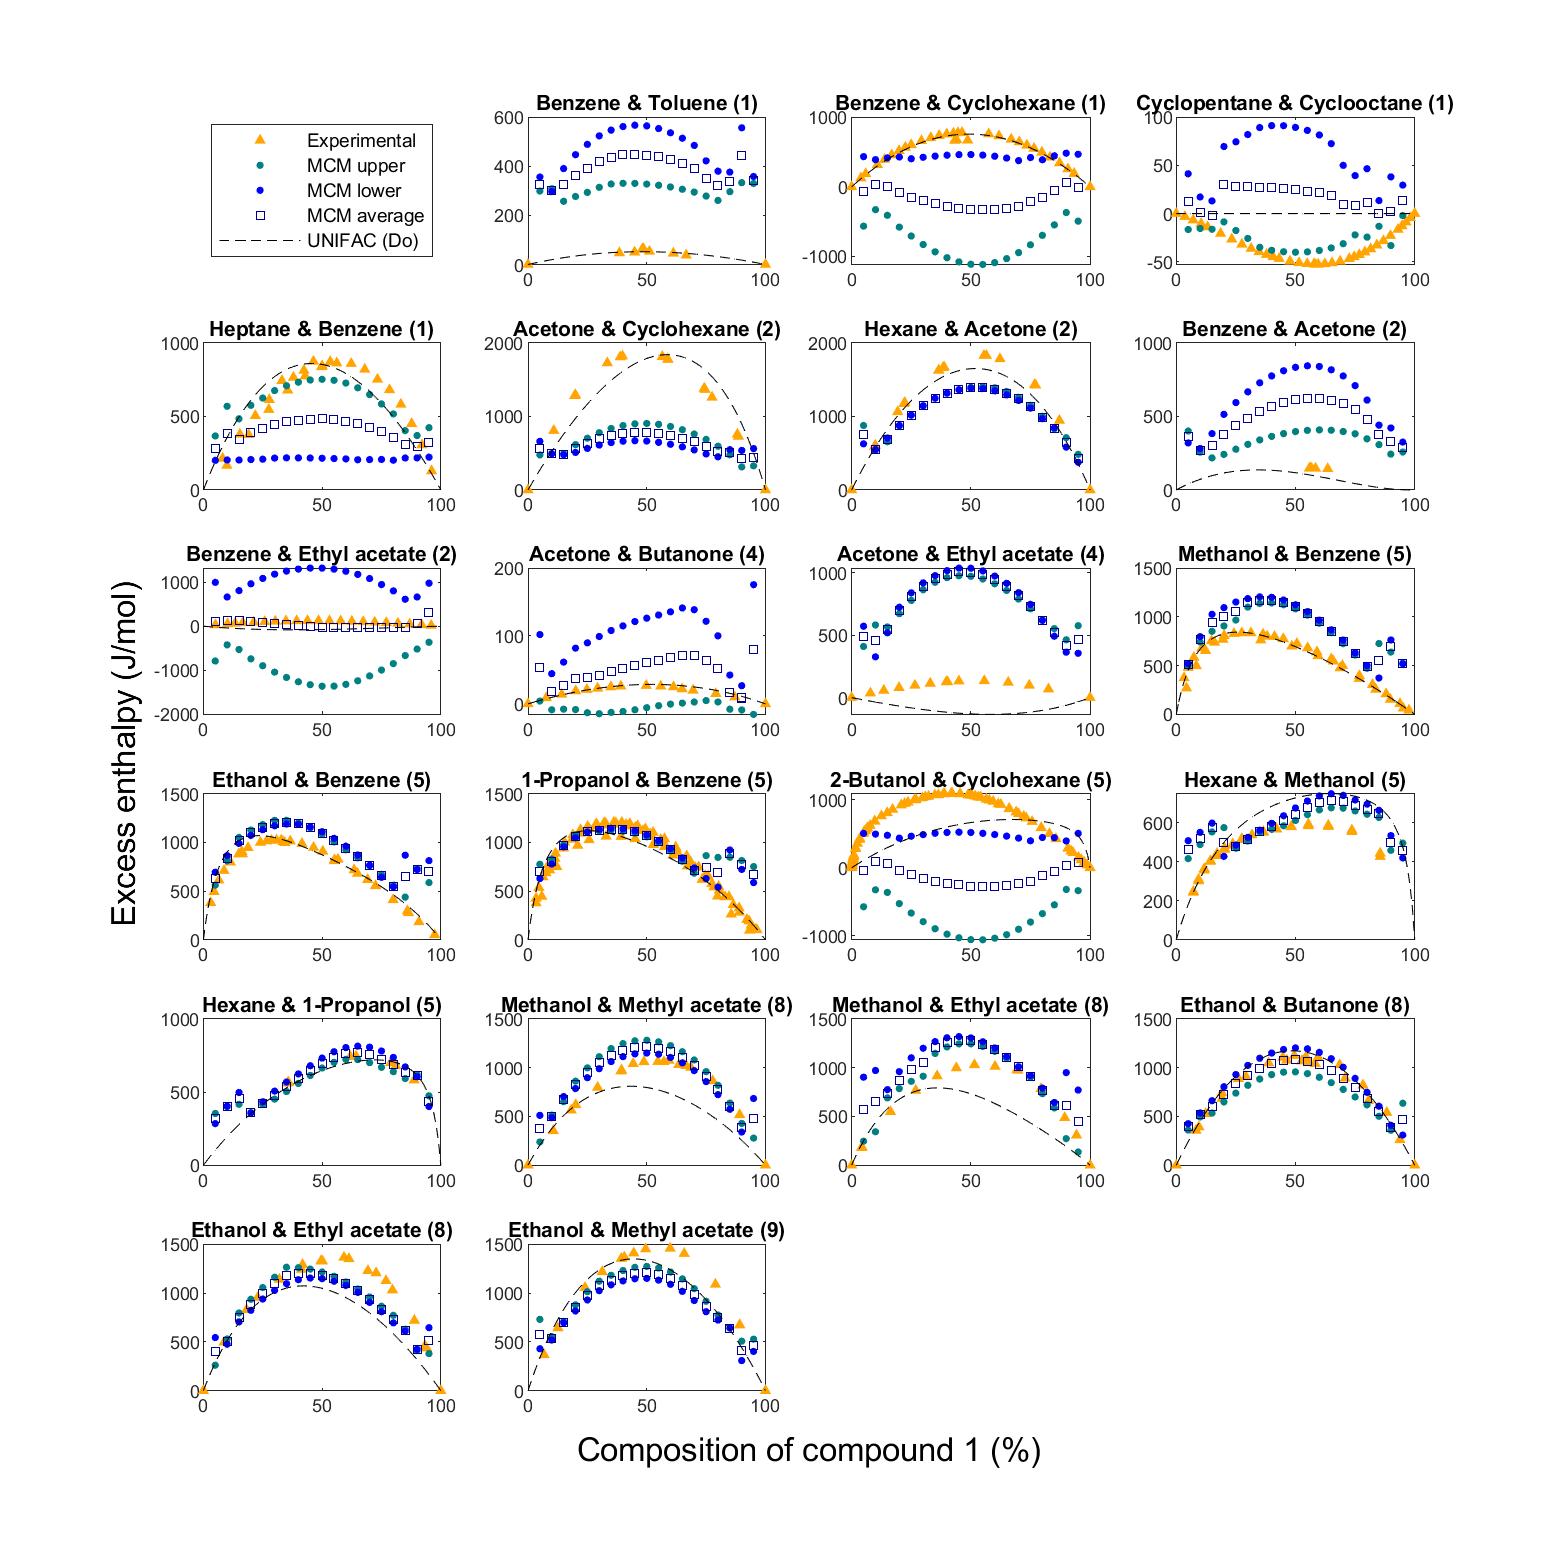 Experimental
MCM upper
MCM lower
MCM average
UNIFAC (Do)
Benzene & Toluene (1)
600
400
200
0
0 50 100
Benzene & Cyclohexane (1)
1000
0
-1000
0 50 100
Cyclopentane & Cyclooctane (1)
100
50
0
-50
0 50 100
Heptane & Benzene (1)
1000
500
0
0 50 100
Acetone & Cyclohexane (2)
2000
1000
0
0 50 100
Hexane & Acetone (2)
2000
1000
0
0 50 100
Benzene & Acetone (2)
1000
500
0
0 50 100
Benzene & Ethyl acetate (2)
1000
0
-1000
-2000
0 50 100
Acetone & Butanone (4)
200
100
0
0 50 100
Acetone & Ethyl acetate (4)
1000
500
0
0 50 100
Methanol & Benzene (5)
1500
1000
500
0
0 50 100
Ethanol & Benzene (5)
1500
1000
500
0
0 50 100
1-Propanol & Benzene (5)
1500
1000
500
0
0 50 100
2-Butanol & Cyclohexane (5)
1000
0
-1000
0 50 100
Hexane & Methanol (5)
600
400
200
0
0 50 100
Hexane & 1-Propanol (5)
1000
500
0
0 50 100
Methanol & Methyl acetate (8)
1500
1000
500
0
0 50 100
Methanol & Ethyl acetate (8)
1500
1000
500
0
0 50 100
Ethanol & Butanone (8)
1500
1000
500
0
0 50 100
Ethanol & Ethyl acetate (8)
1500
1000
500
0
0 50 100
Ethanol & Methyl acetate (9)
1500
1000
500
0
0 50 100
Excess enthalpy (J/mol)
Composition of compound 1 (%)